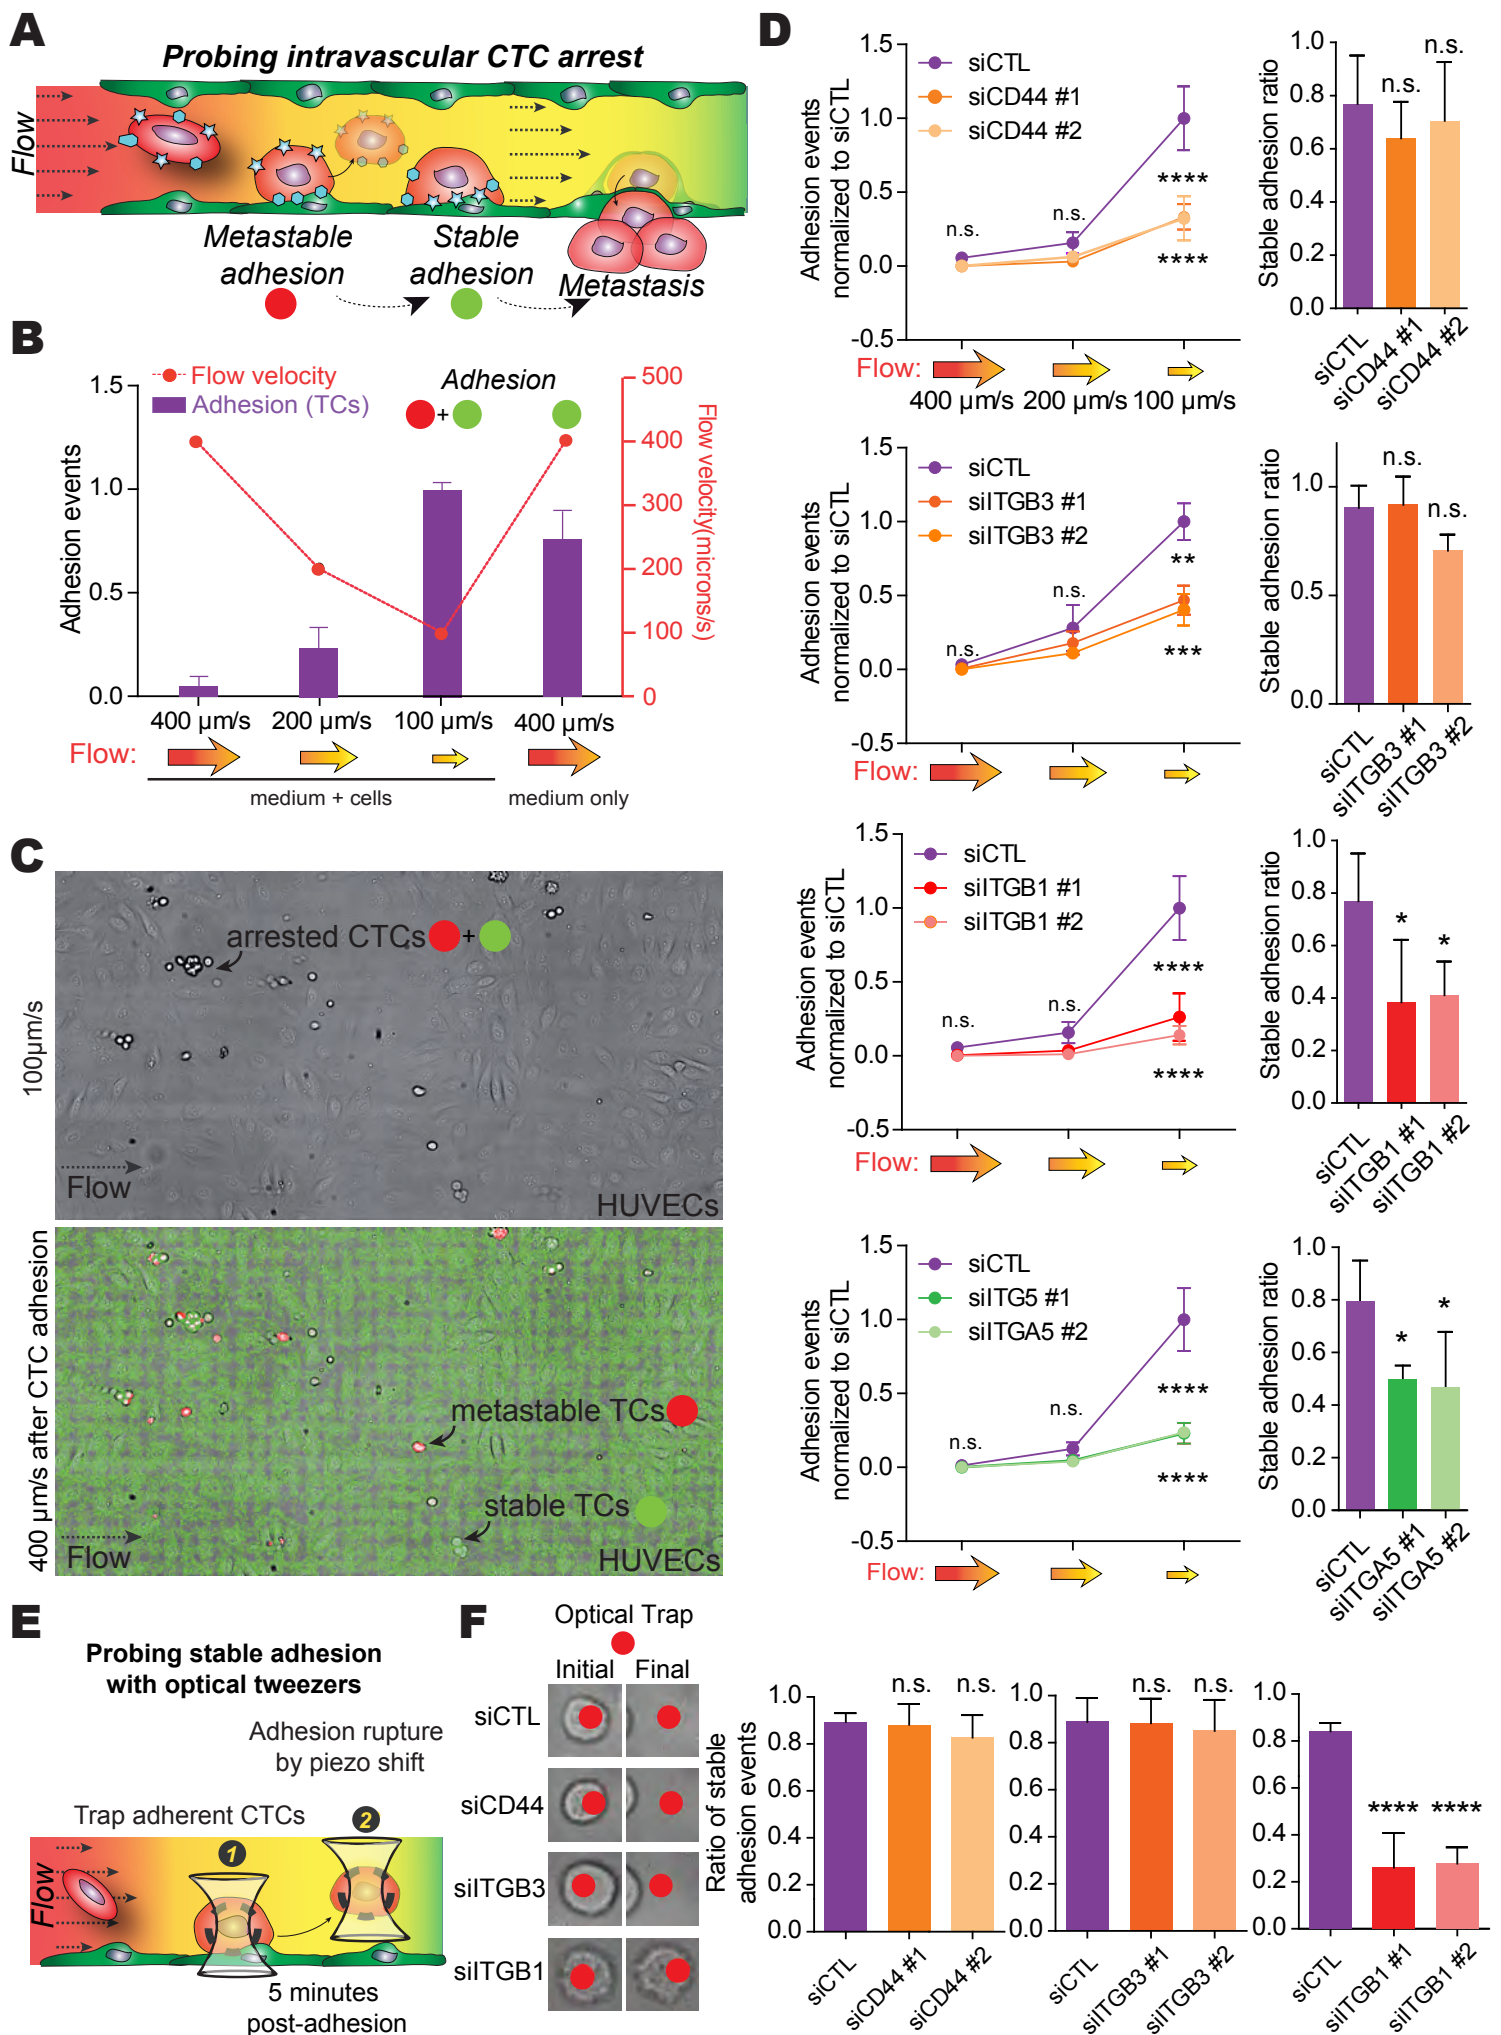 A
Probing intravascular CTC arrest
Flow
Metastable
adhesion
Stable
adhesion
Metastasis
B
Flow velocity
Adhesion (TCs)
Adhesion
+
Adhesion events
1.5
1.0
0.5
0.0
500
400
300
200
100
0
Flow velocity(microns/s)
400 µm/s
200 µm/s
100 µm/s
400 µm/s
Flow:
medium + cells
medium only
C
100µm/s
arrested CTCs
+
Flow
HUVECs
400 µm/s after CTC adhesion
metastable TCs
stable TCs
Flow
HUVECs
D
Adhesion events
normalized to siCTL
1.5
1.0
0.5
0.0
-0.5
siCTL
siCD44 #1
siCD44 #2
n.s.
n.s.
****
****
Flow:
400 µm/s
200 µm/s
100 µm/s
Stable adhesion ratio
1.0
0.8
0.6
0.4
0.2
0.0
n.s.
n.s.
siCTL
siCD44 #1
siCD44 #2
Adhesion events
normalized to siCTL
1.5
1.0
0.5
0.0
-0.5
siCTL
siITGB3 #1
siITGB3 #2
n.s.
n.s.
**
***
Flow:
Stable adhesion ratio
1.0
0.5
0.0
n.s.
n.s.
siCTL
siITGB3 #1
siITGB3 #2
Adhesion events
normalized to siCTL
1.5
1.0
0.5
0.0
-0.5
siCTL
siITGB1 #1
siITGB1 #2
n.s.
n.s.
****
****
Flow:
Stable adhesion ratio
1.0
0.8
0.6
0.4
0.2
0.0
*
*
siCTL
siITGB1 #1
siITGB1 #2
Adhesion events
normalized to siCTL
1.5
1.0
0.5
0.0
-0.5
siCTL
siITG5 #1
siITGA5 #2
n.s.
n.s.
****
****
Flow:
Stable adhesion ratio
1.0
0.8
0.6
0.4
0.2
0.0
*
*
siCTL
siITGA5 #1
siITGA5 #2
E
Probing stable adhesion
with optical tweezers
Adhesion rupture
by piezo shift
Trap adherent CTCs
1
2
Flow
5 minutes
post-adhesion
F
Optical Trap
Initial
Final
siCTL
siCD44
siITGB3
siITGB1
Ratio of stable
adhesion events
1.0
0.8
0.6
0.4
0.2
0.0
n.s.
n.s.
siCTL
siCD44 #1
siCD44 #2
1.0
0.8
0.6
0.4
0.2
0.0
n.s.
n.s.
siCTL
siITGB3 #1
siITGB3 #2
1.0
0.8
0.6
0.4
0.2
0.0
****
****
siCTL
siITGB1 #1
siITGB1 #2